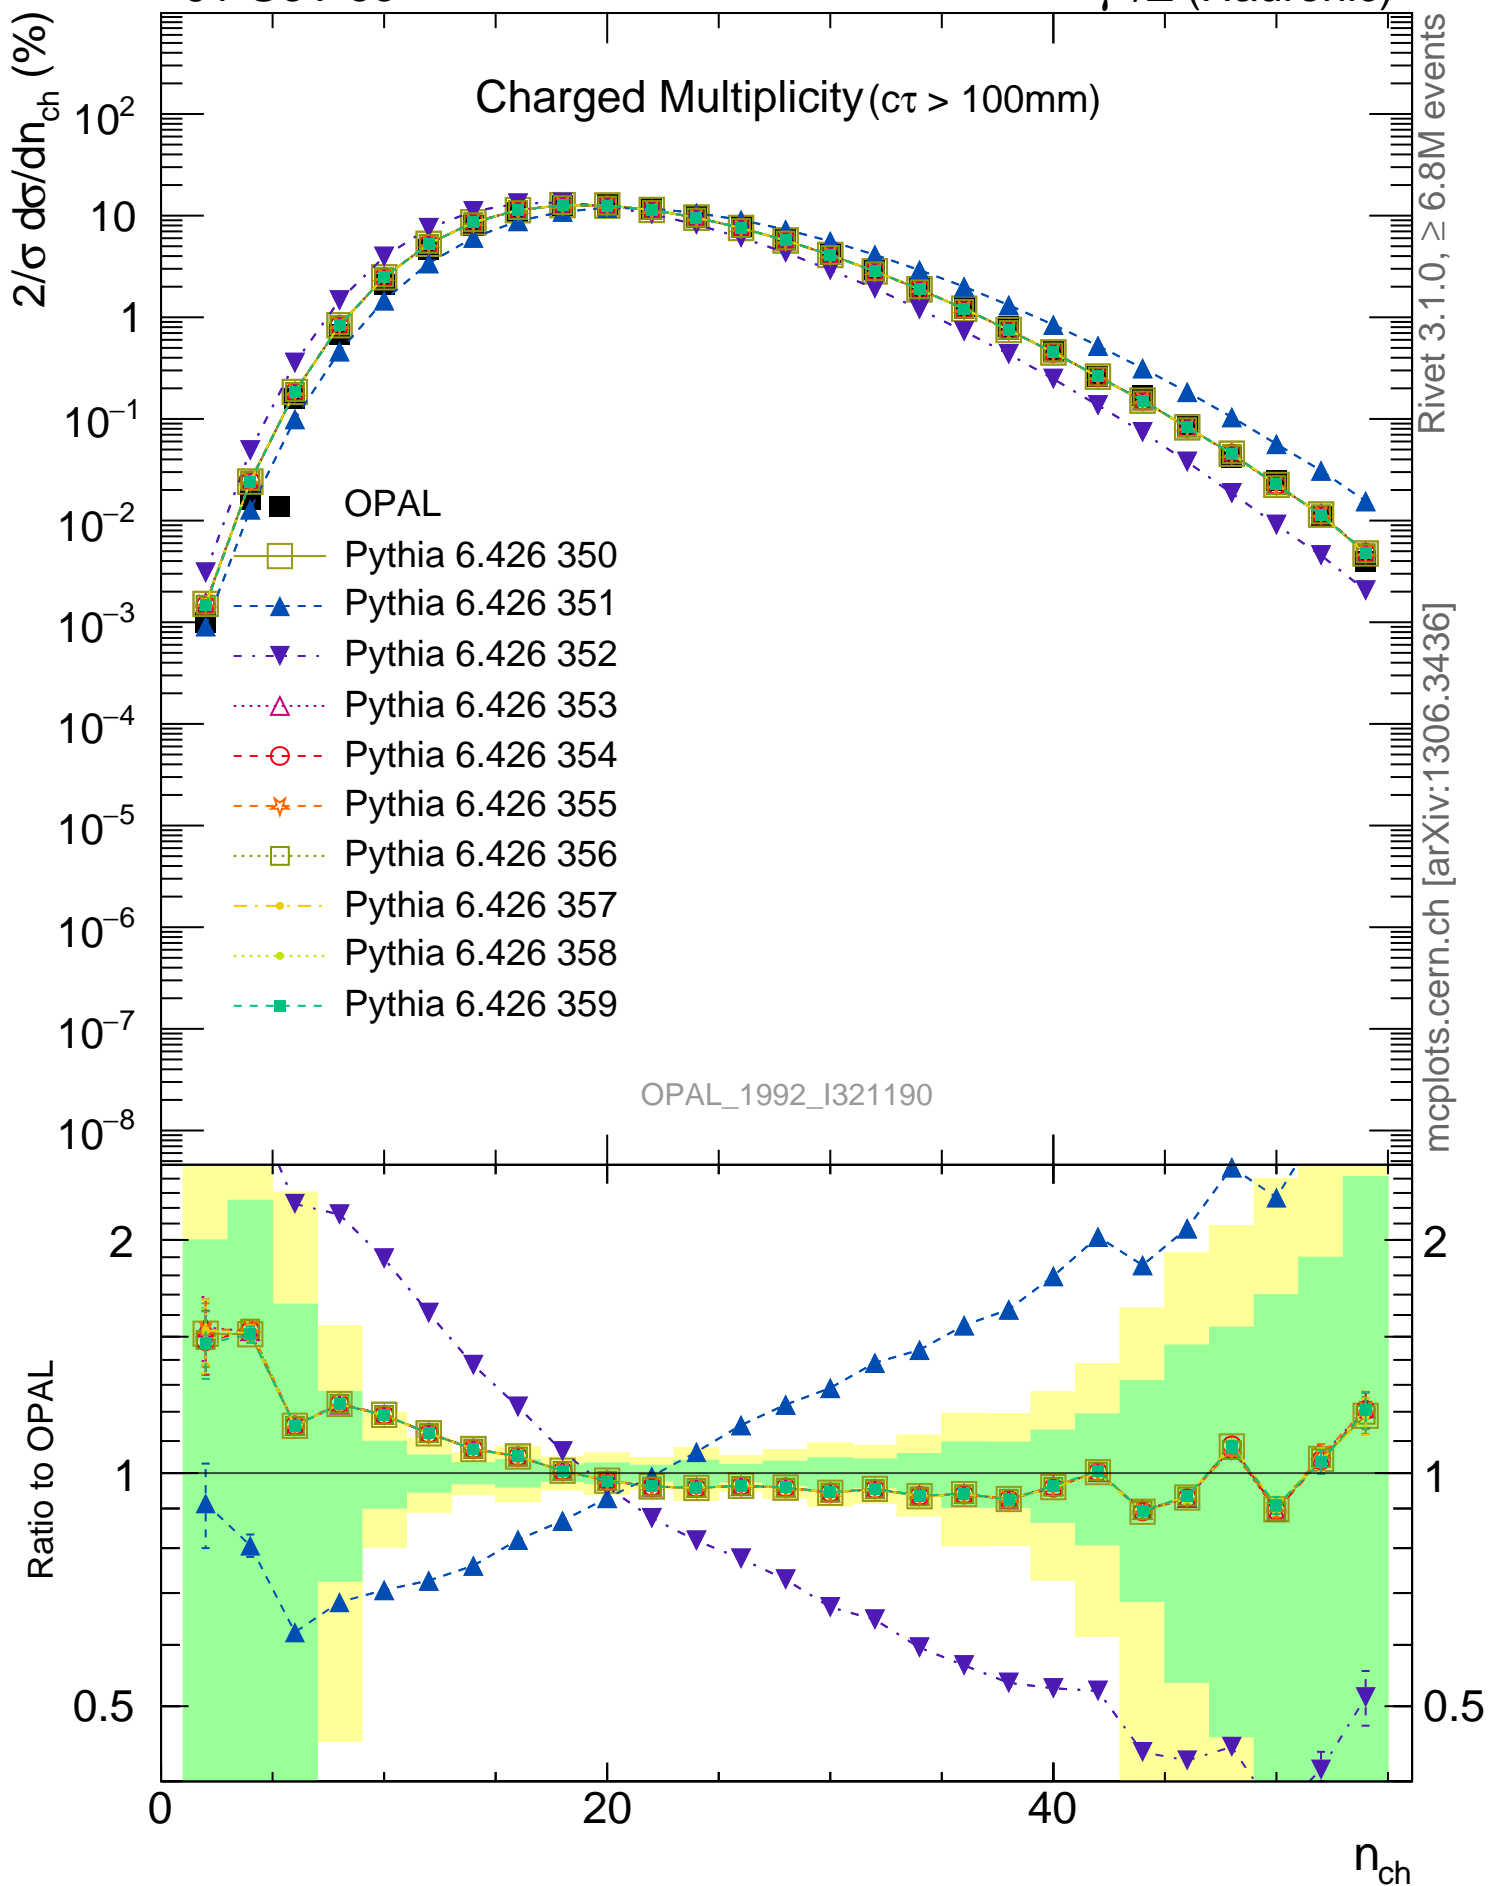 Charged Multiplicity (cτ > 100mm)
2/σ dσ/dn_ch (%)
10²
10
1
10⁻¹
10⁻²
10⁻³
10⁻⁴
10⁻⁵
10⁻⁶
10⁻⁷
10⁻⁸
OPAL
Pythia 6.426 350
Pythia 6.426 351
Pythia 6.426 352
Pythia 6.426 353
Pythia 6.426 354
Pythia 6.426 355
Pythia 6.426 356
Pythia 6.426 357
Pythia 6.426 358
Pythia 6.426 359
OPAL_1992_I321190
Rivet 3.1.0, ≥ 6.8M events
mcplots.cern.ch [arXiv:1306.3436]
Ratio to OPAL
2
1
0.5
2
1
0.5
0
20
40
n_ch